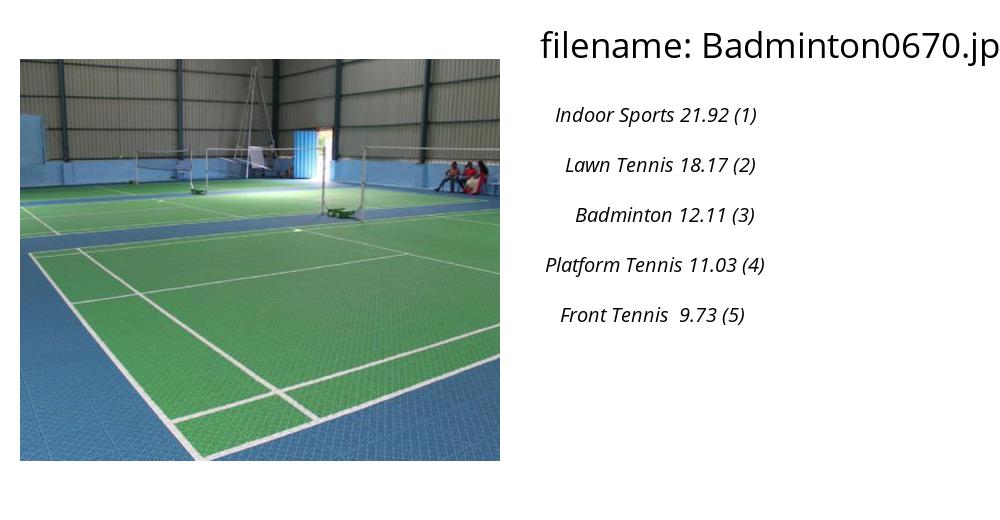 filename: Badminton0670.jp
Indoor Sports 21.92 (1)
Lawn Tennis 18.17 (2)
Badminton 12.11 (3)
Platform Tennis 11.03 (4)
Front Tennis 9.73 (5)